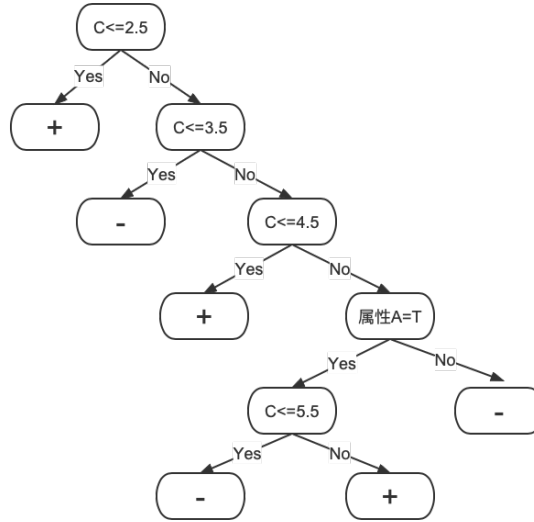 C<=2.5
Yes
No
+
C<=3.5
Yes
No
-
C<=4.5
Yes
No
+
属性A=T
Yes
No
C<=5.5
-
Yes
No
-
+